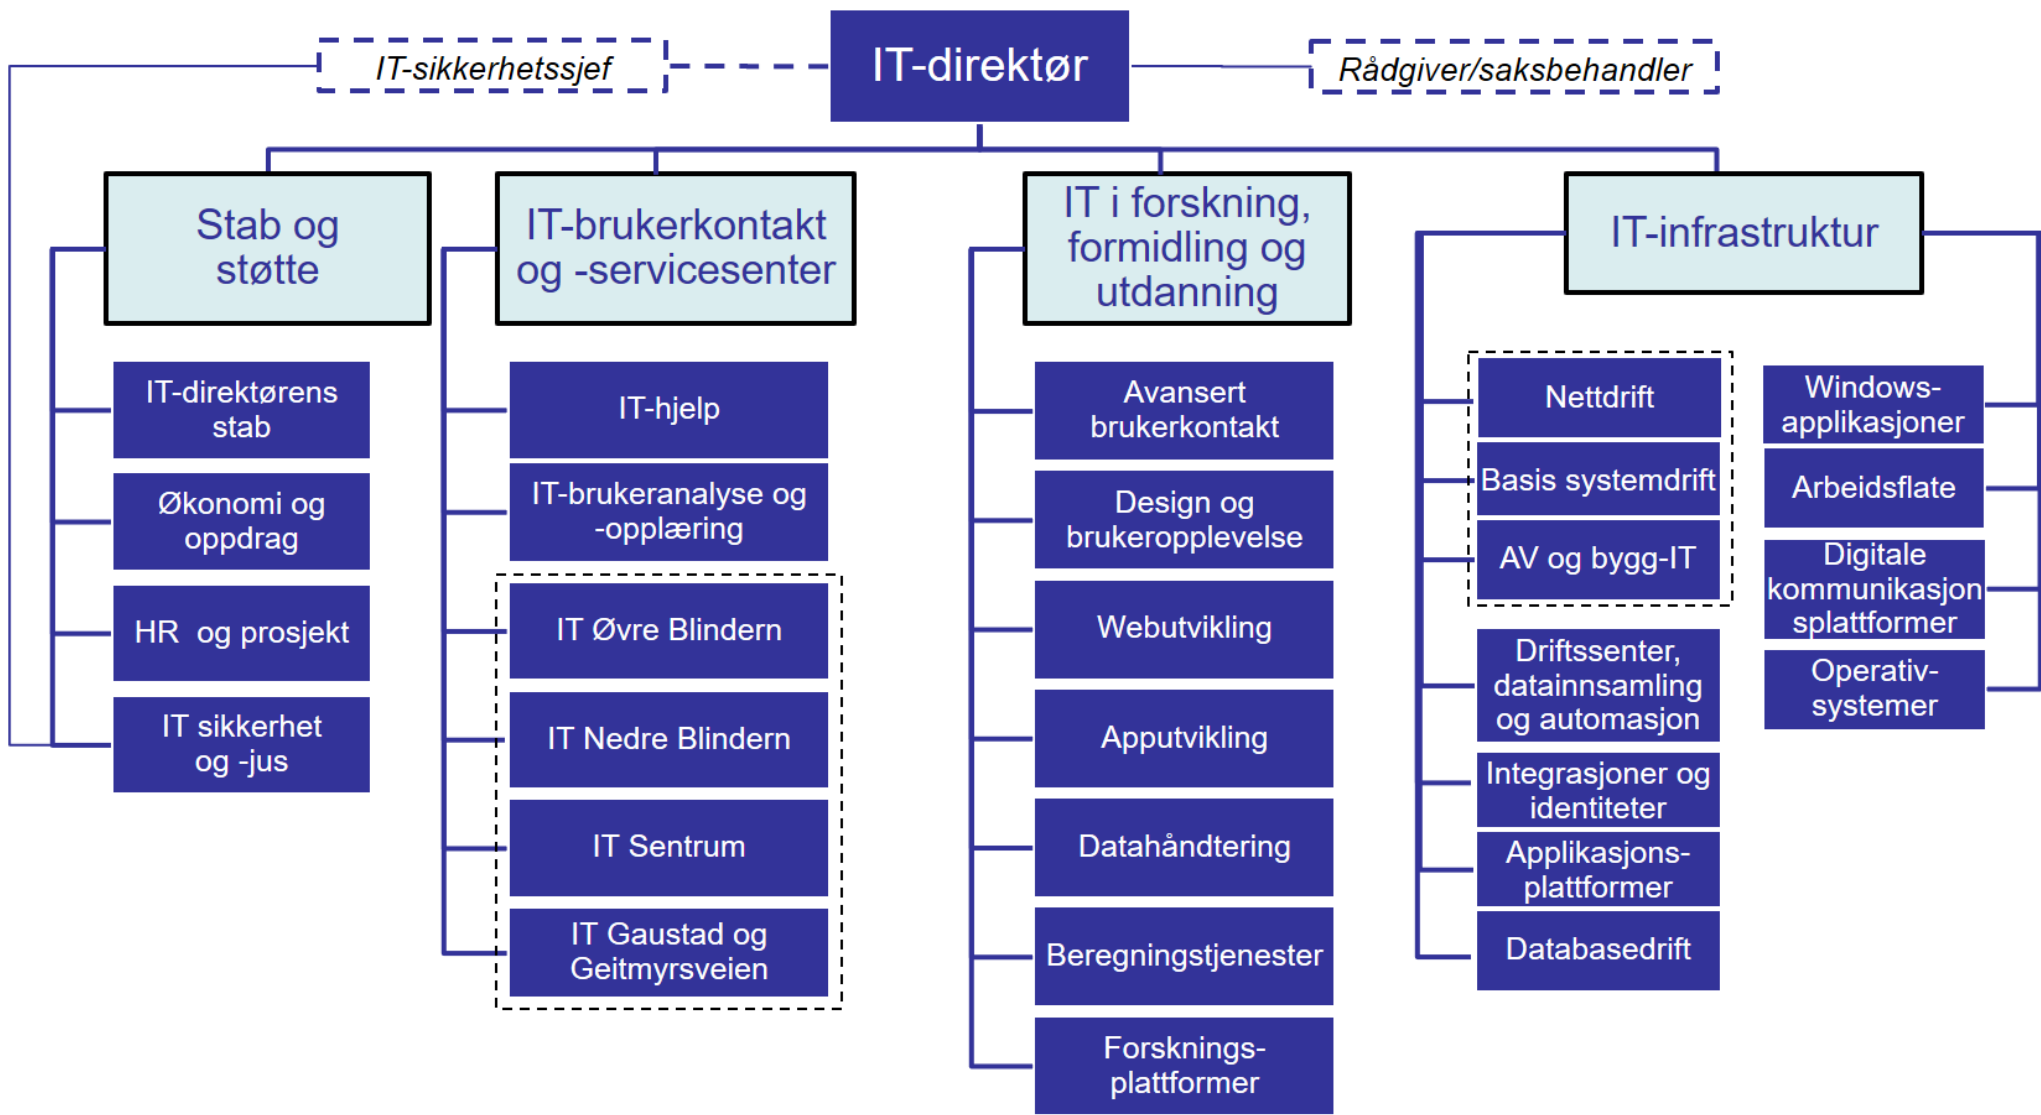 IT-sikkerhetssjef
IT-direktør
Rådgiver/saksbehandler
Stab og
støtte
IT-direktørens
stab
Økonomi og
oppdrag
HR  og prosjekt
IT sikkerhet
og -jus
IT-brukerkontakt
og -servicesenter
IT-hjelp
IT-brukeranalyse og
-opplæring
IT Øvre Blindern
IT Nedre Blindern
IT Sentrum
IT Gaustad og
Geitmyrsveien
IT i forskning,
formidling og
utdanning
Avansert
brukerkontakt
Design og
brukeropplevelse
Webutvikling
Apputvikling
Datahåndtering
Beregningstjenester
Forsknings-
plattformer
IT-infrastruktur
Nettdrift
Basis systemdrift
AV og bygg-IT
Driftssenter,
datainnsamling
og automasjon
Integrasjoner og
identiteter
Applikasjons-
plattformer
Databasedrift
Windows-
applikasjoner
Arbeidsflate
Digitale
kommunikasjon
splattformer
Operativ-
systemer